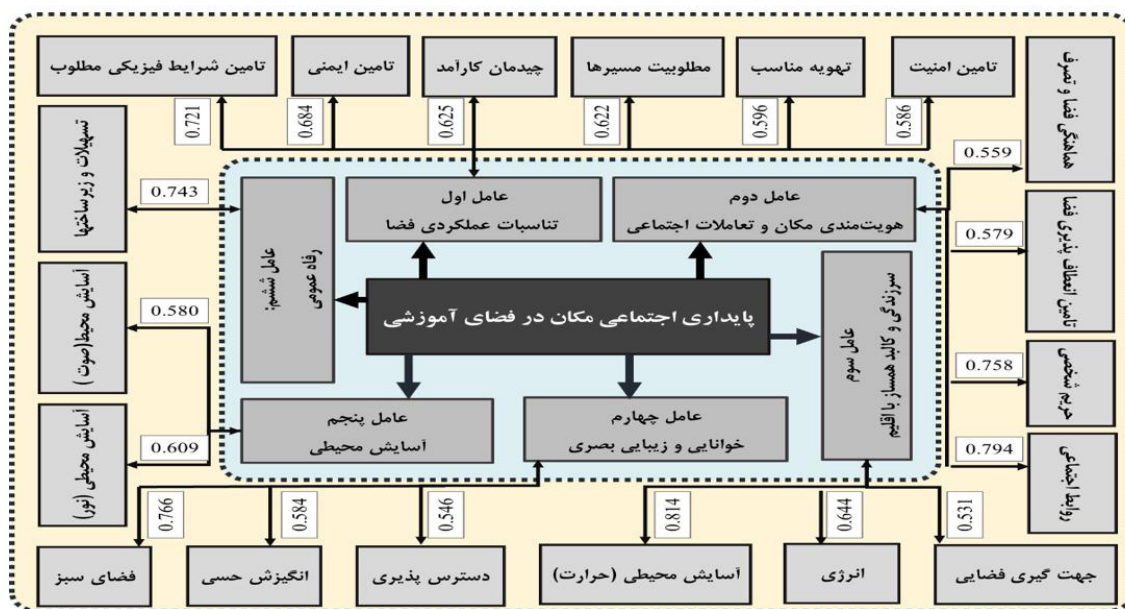 تامین امنیت
تهویه مناسب
مطلوبیت مسیرها
چیدمان کارآمد
تامین ایمنی
تامین شرایط فیزیکی مطلوب
0.586
0.596
0.622
0.625
0.684
0.721
هماهنگی فضا و تصرف
0.559
تامین انعطاف پذیری فضا
0.579
حریم شخصی
0.758
روابط اجتماعی
0.794
عامل دوم
هویت‌مندی مکان و تعاملات اجتماعی
عامل اول
تناسبات عملکردی فضا
عامل ششم:
رفاه عمومی
پایداری اجتماعی مکان در فضای آموزشی
عامل سوم
سرزندگی و کالبد همساز با اقلیم
عامل چهارم
خوانایی و زیبایی بصری
عامل پنجم
آسایش محیطی
0.743
تسهیلات و زیرساختها
0.580
آسایش محیط(صوت )
0.609
آسایش محیطی (نور)
0.531
0.644
0.814
0.546
0.584
0.766
جهت گیری فضایی
انرژی
آسایش محیطی (حرارت)
دسترس پذیری
انگیزش حسی
فضای سبز